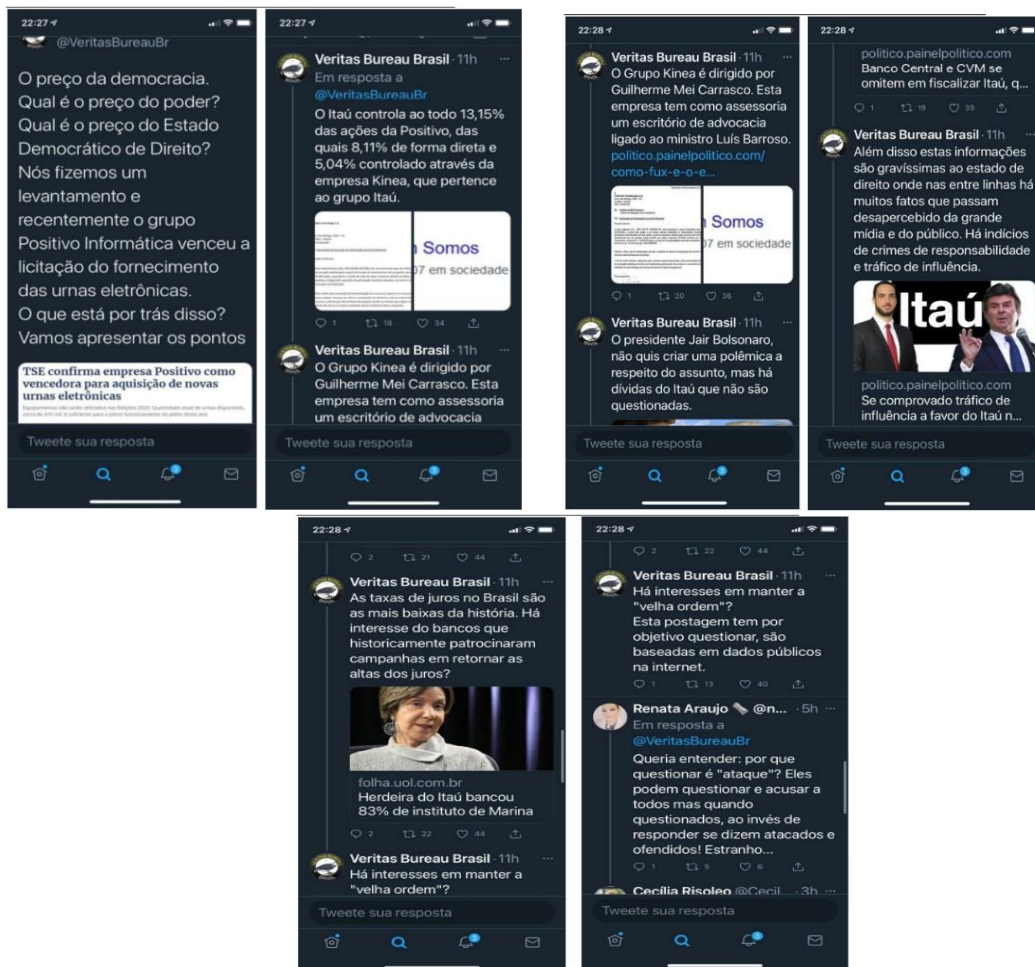 22:27
@VeritasBureauBr
O preço da democracia.
Qual é o preço do poder?
Qual é o preço do Estado
Democrático de Direito?
Nós fizemos um
levantamento e
recentemente o grupo
Positivo Informática venceu a
licitação do fornecimento
das urnas eletrônicas.
O que está por trás disso?
Vamos apresentar os pontos
TSE confirma empresa Positivo como
vencedora para aquisição de novas
urnas eletrônicas
Tweete sua resposta
3
22:27
Veritas Bureau Brasil · 11h ...
Em resposta a
@VeritasBureauBr
O Itaú controla ao todo 13,15%
das ações da Positivo, das
quais 8,11% de forma direta e
5,04% controlado através da
empresa Kinea, que pertence
ao grupo Itaú.
Somos
07 em sociedade
1 18 34
Veritas Bureau Brasil · 11h ...
O Grupo Kinea é dirigido por
Guilherme Mei Carrasco. Esta
empresa tem como assessoria
um escritório de advocacia
Tweete sua resposta
3
22:28
Veritas Bureau Brasil · 11h ...
O Grupo Kinea é dirigido por
Guilherme Mei Carrasco. Esta
empresa tem como assessoria
um escritório de advocacia
ligado ao ministro Luís Barroso.
politico.painelpolitico.com/
como-fux-e-o-e...
Somos
07 em sociedade
1 20 26
Veritas Bureau Brasil · 11h ...
O presidente Jair Bolsonaro,
não quis criar uma polêmica a
respeito do assunto, mas há
dívidas do Itaú que não são
questionadas.
Tweete sua resposta
3
22:28
politico.painelpolitico.com
Banco Central e CVM se
omitem em fiscalizar Itaú, q...
1 19 39
Veritas Bureau Brasil · 11h ...
Além disso estas informações
são gravíssimas ao estado de
direito onde nas entre linhas há
muitos fatos que passam
desapercebido da grande
mídia e do público. Há indícios
de crimes de responsabilidade
e tráfico de influência.
Itaú
politico.painelpolitico.com
Se comprovado tráfico de
influência a favor do Itaú n...
Tweete sua resposta
3
22:28
2 21 44
Veritas Bureau Brasil · 11h ...
As taxas de juros no Brasil são
as mais baixas da história. Há
interesse do bancos que
historicamente patrocinaram
campanhas em retornar as
altas dos juros?
folha.uol.com.br
Herdeira do Itaú bancou
83% de instituto de Marina
2 22 44
Veritas Bureau Brasil · 11h ...
Há interesses em manter a
"velha ordem"?
Tweete sua resposta
3
22:28
2 22 44
Veritas Bureau Brasil · 11h ...
Há interesses em manter a
"velha ordem"?
Esta postagem tem por
objetivo questionar, são
baseadas em dados públicos
na internet.
1 13 40
Renata Araujo @n... · 5h ...
Em resposta a
@VeritasBureauBr
Queria entender: por que
questionar é "ataque"? Eles
podem questionar e acusar a
todos mas quando
questionados, ao invés de
responder se dizem atacados e
ofendidos! Estranho...
1 5 6
Cecília Risoleo @Cecil... · 3h ...
Tweete sua resposta
3